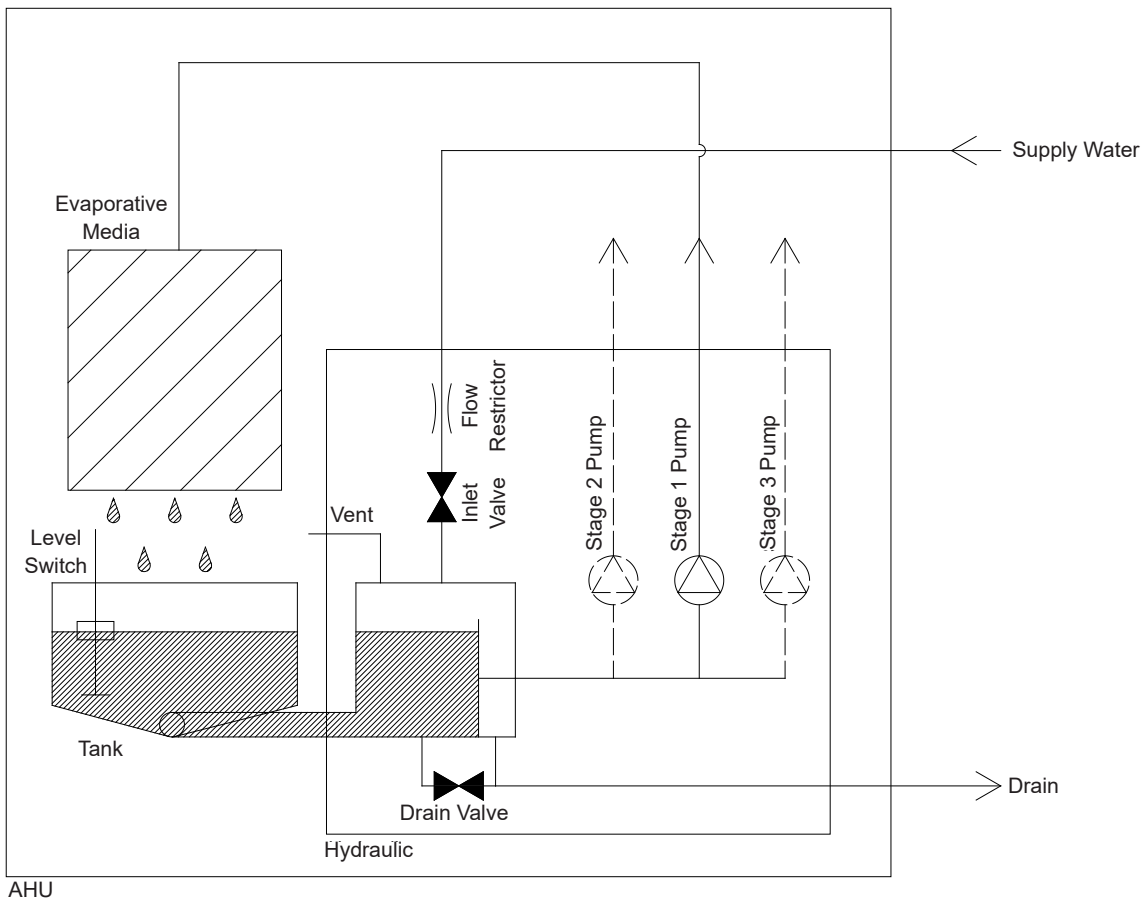 Supply Water
Evaporative
Media
Flow
Restrictor
Inlet
Valve
Stage 2 Pump
Stage 1 Pump
Stage 3 Pump
Vent
Level
Switch
Tank
Drain
Drain Valve
Hydraulic
AHU